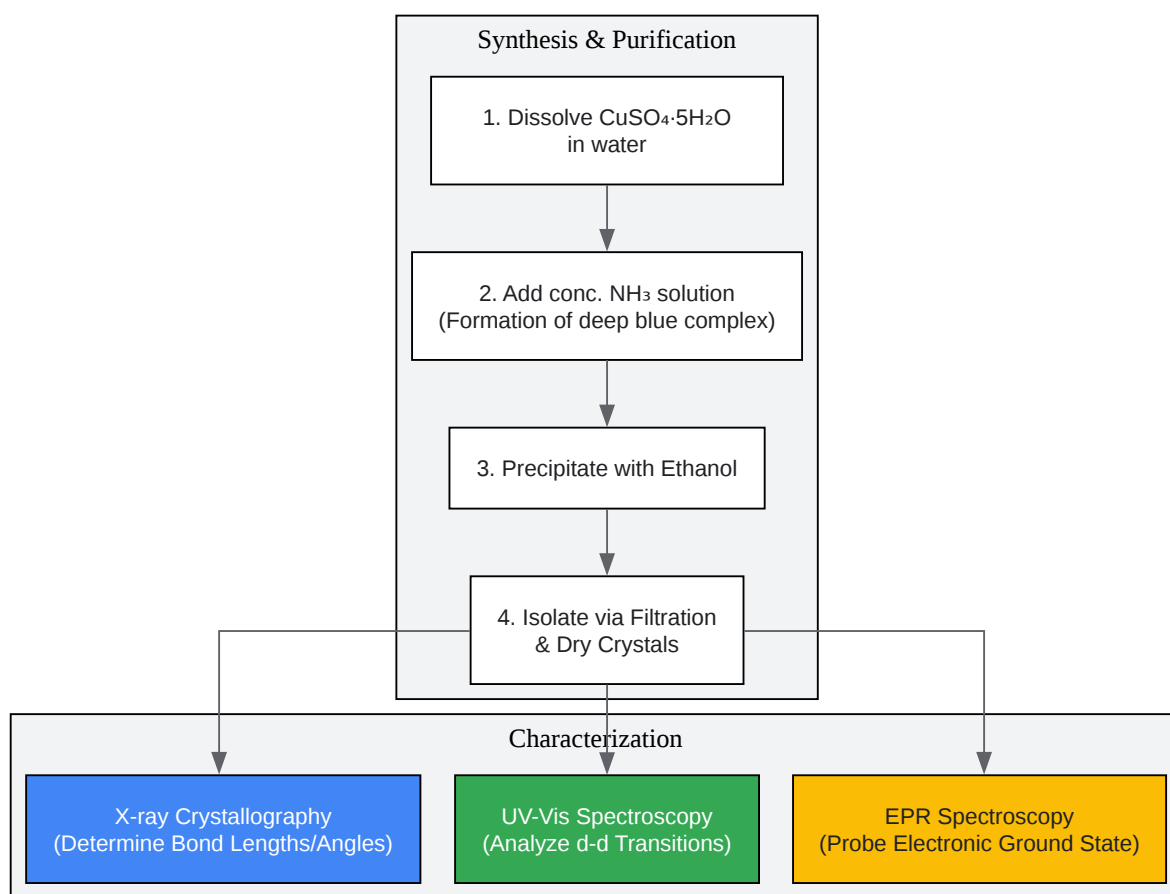 Synthesis & Purification
1. Dissolve CuSO₄·5H₂O
in water
2. Add conc. NH₃ solution
(Formation of deep blue complex)
3. Precipitate with Ethanol
4. Isolate via Filtration
& Dry Crystals
Characterization
X-ray Crystallography
(Determine Bond Lengths/Angles)
UV-Vis Spectroscopy
(Analyze d-d Transitions)
EPR Spectroscopy
(Probe Electronic Ground State)